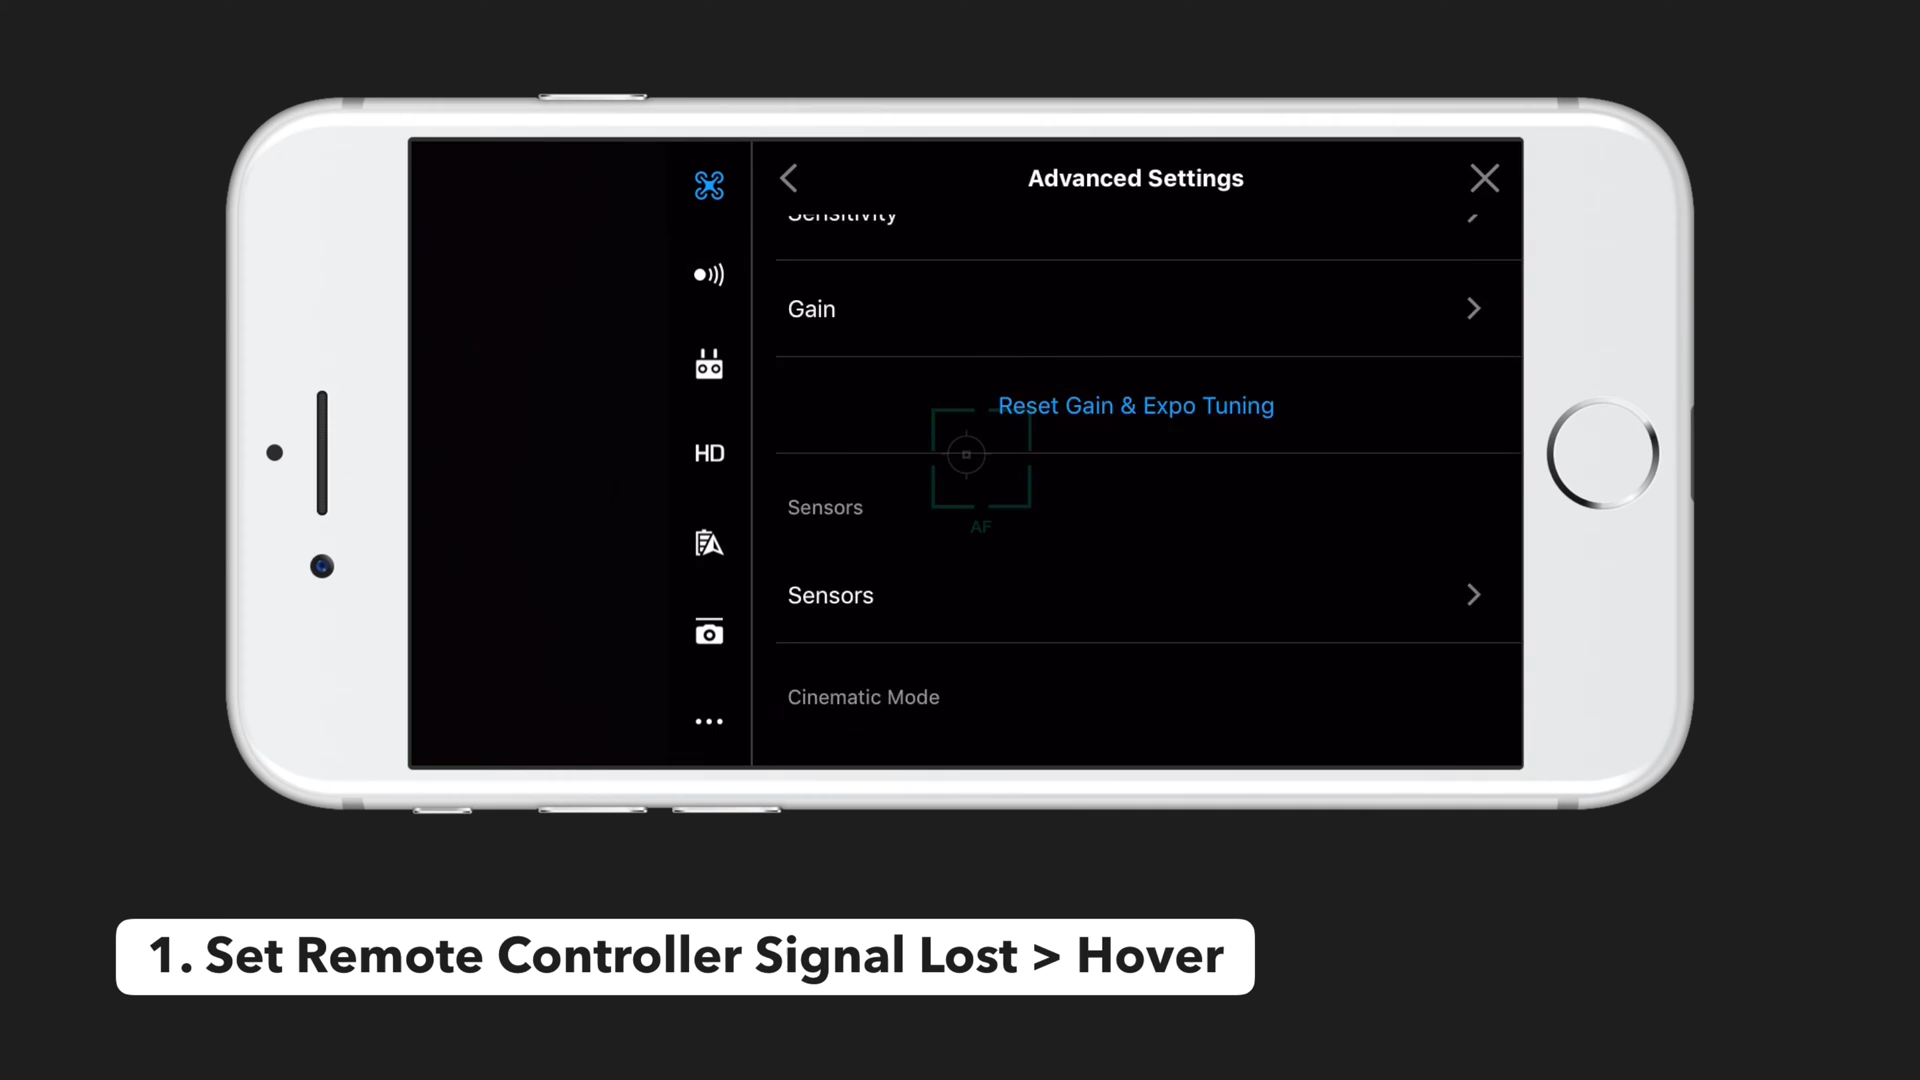 Advanced Settings
Sensitivity
Gain
Reset Gain & Expo Tuning
HD
Sensors
AF
Sensors
Cinematic Mode
1. Set Remote Controller Signal Lost > Hover